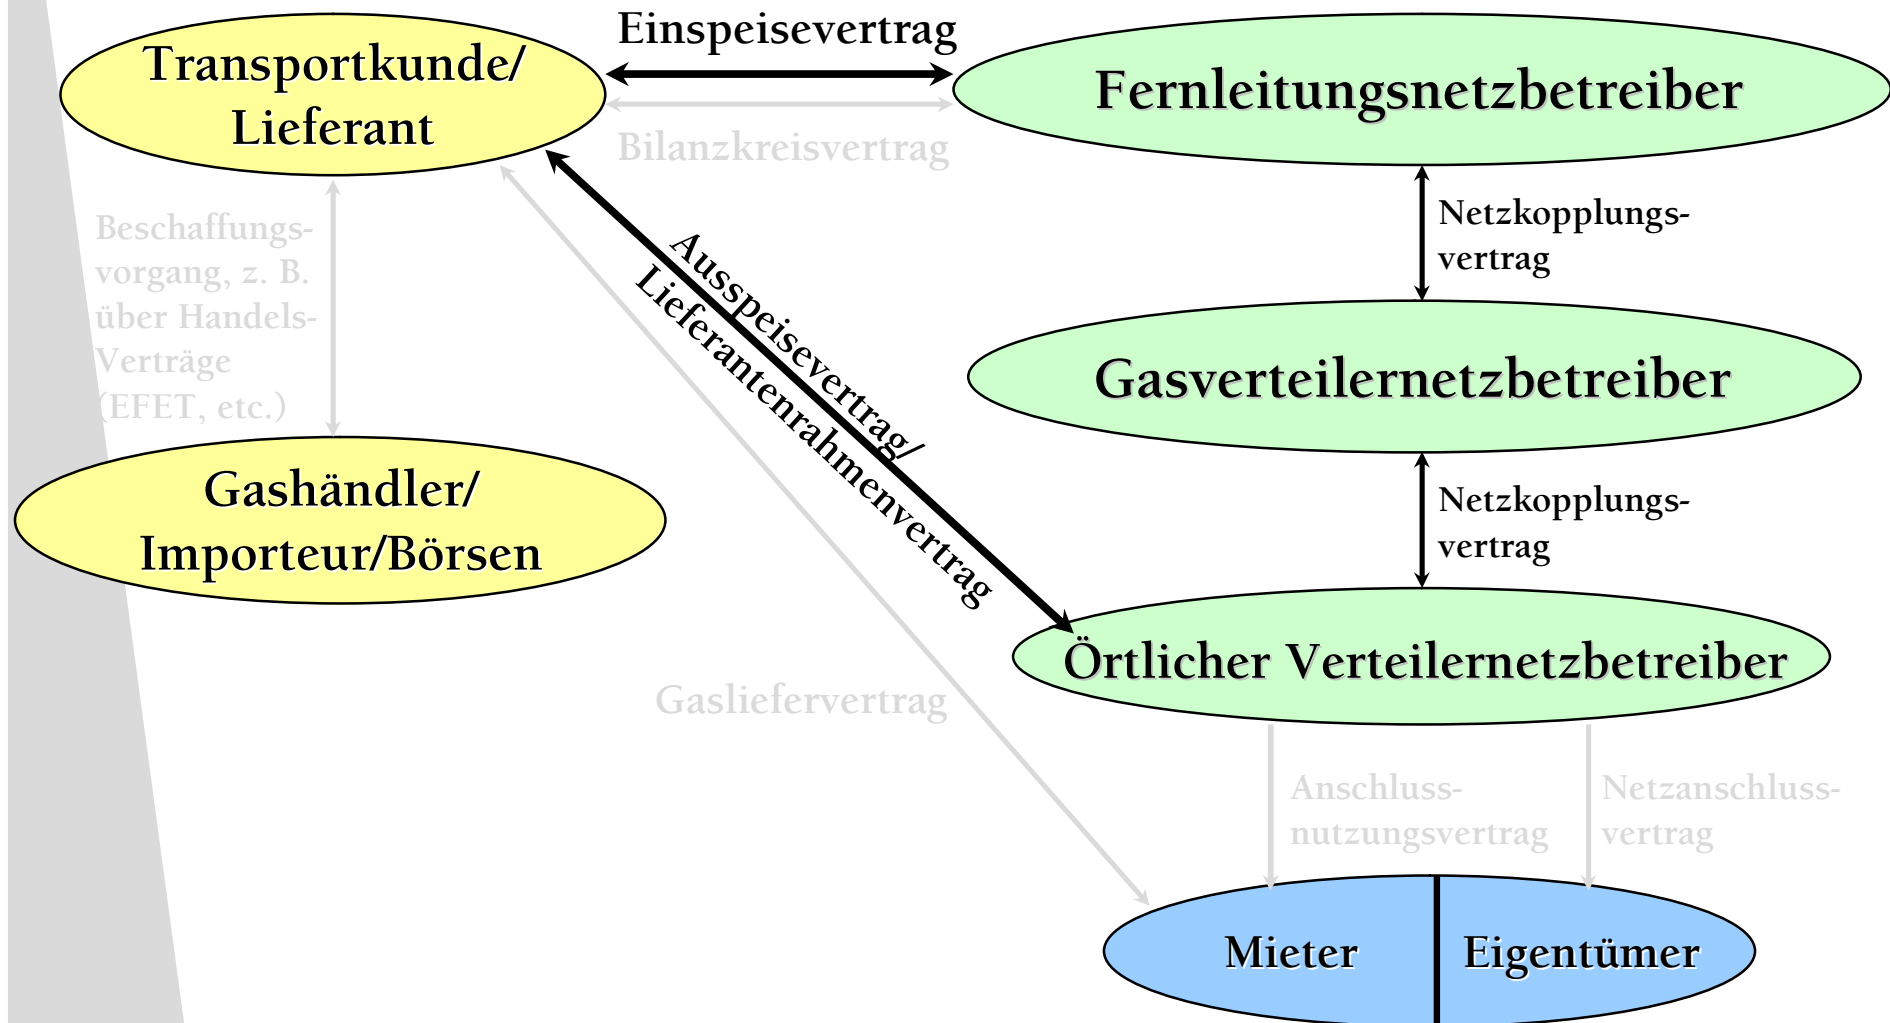 Einspeisevertrag
Transportkunde/
Lieferant
Fernleitungsnetzbetreiber
Bilanzkreisvertrag
Beschaffungs-
vorgang, z. B.
über Handels-
Verträge
(EFET, etc.)
Ausspeisevertrag/
Lieferantenrahmenvertrag
Netzkopplungs-
vertrag
Gasverteilernetzbetreiber
Gashändler/
Importeur/Börsen
Netzkopplungs-
vertrag
Örtlicher Verteilernetzbetreiber
Gasliefervertrag
Anschluss-
nutzungsvertrag
Netzanschluss-
vertrag
Mieter
Eigentümer